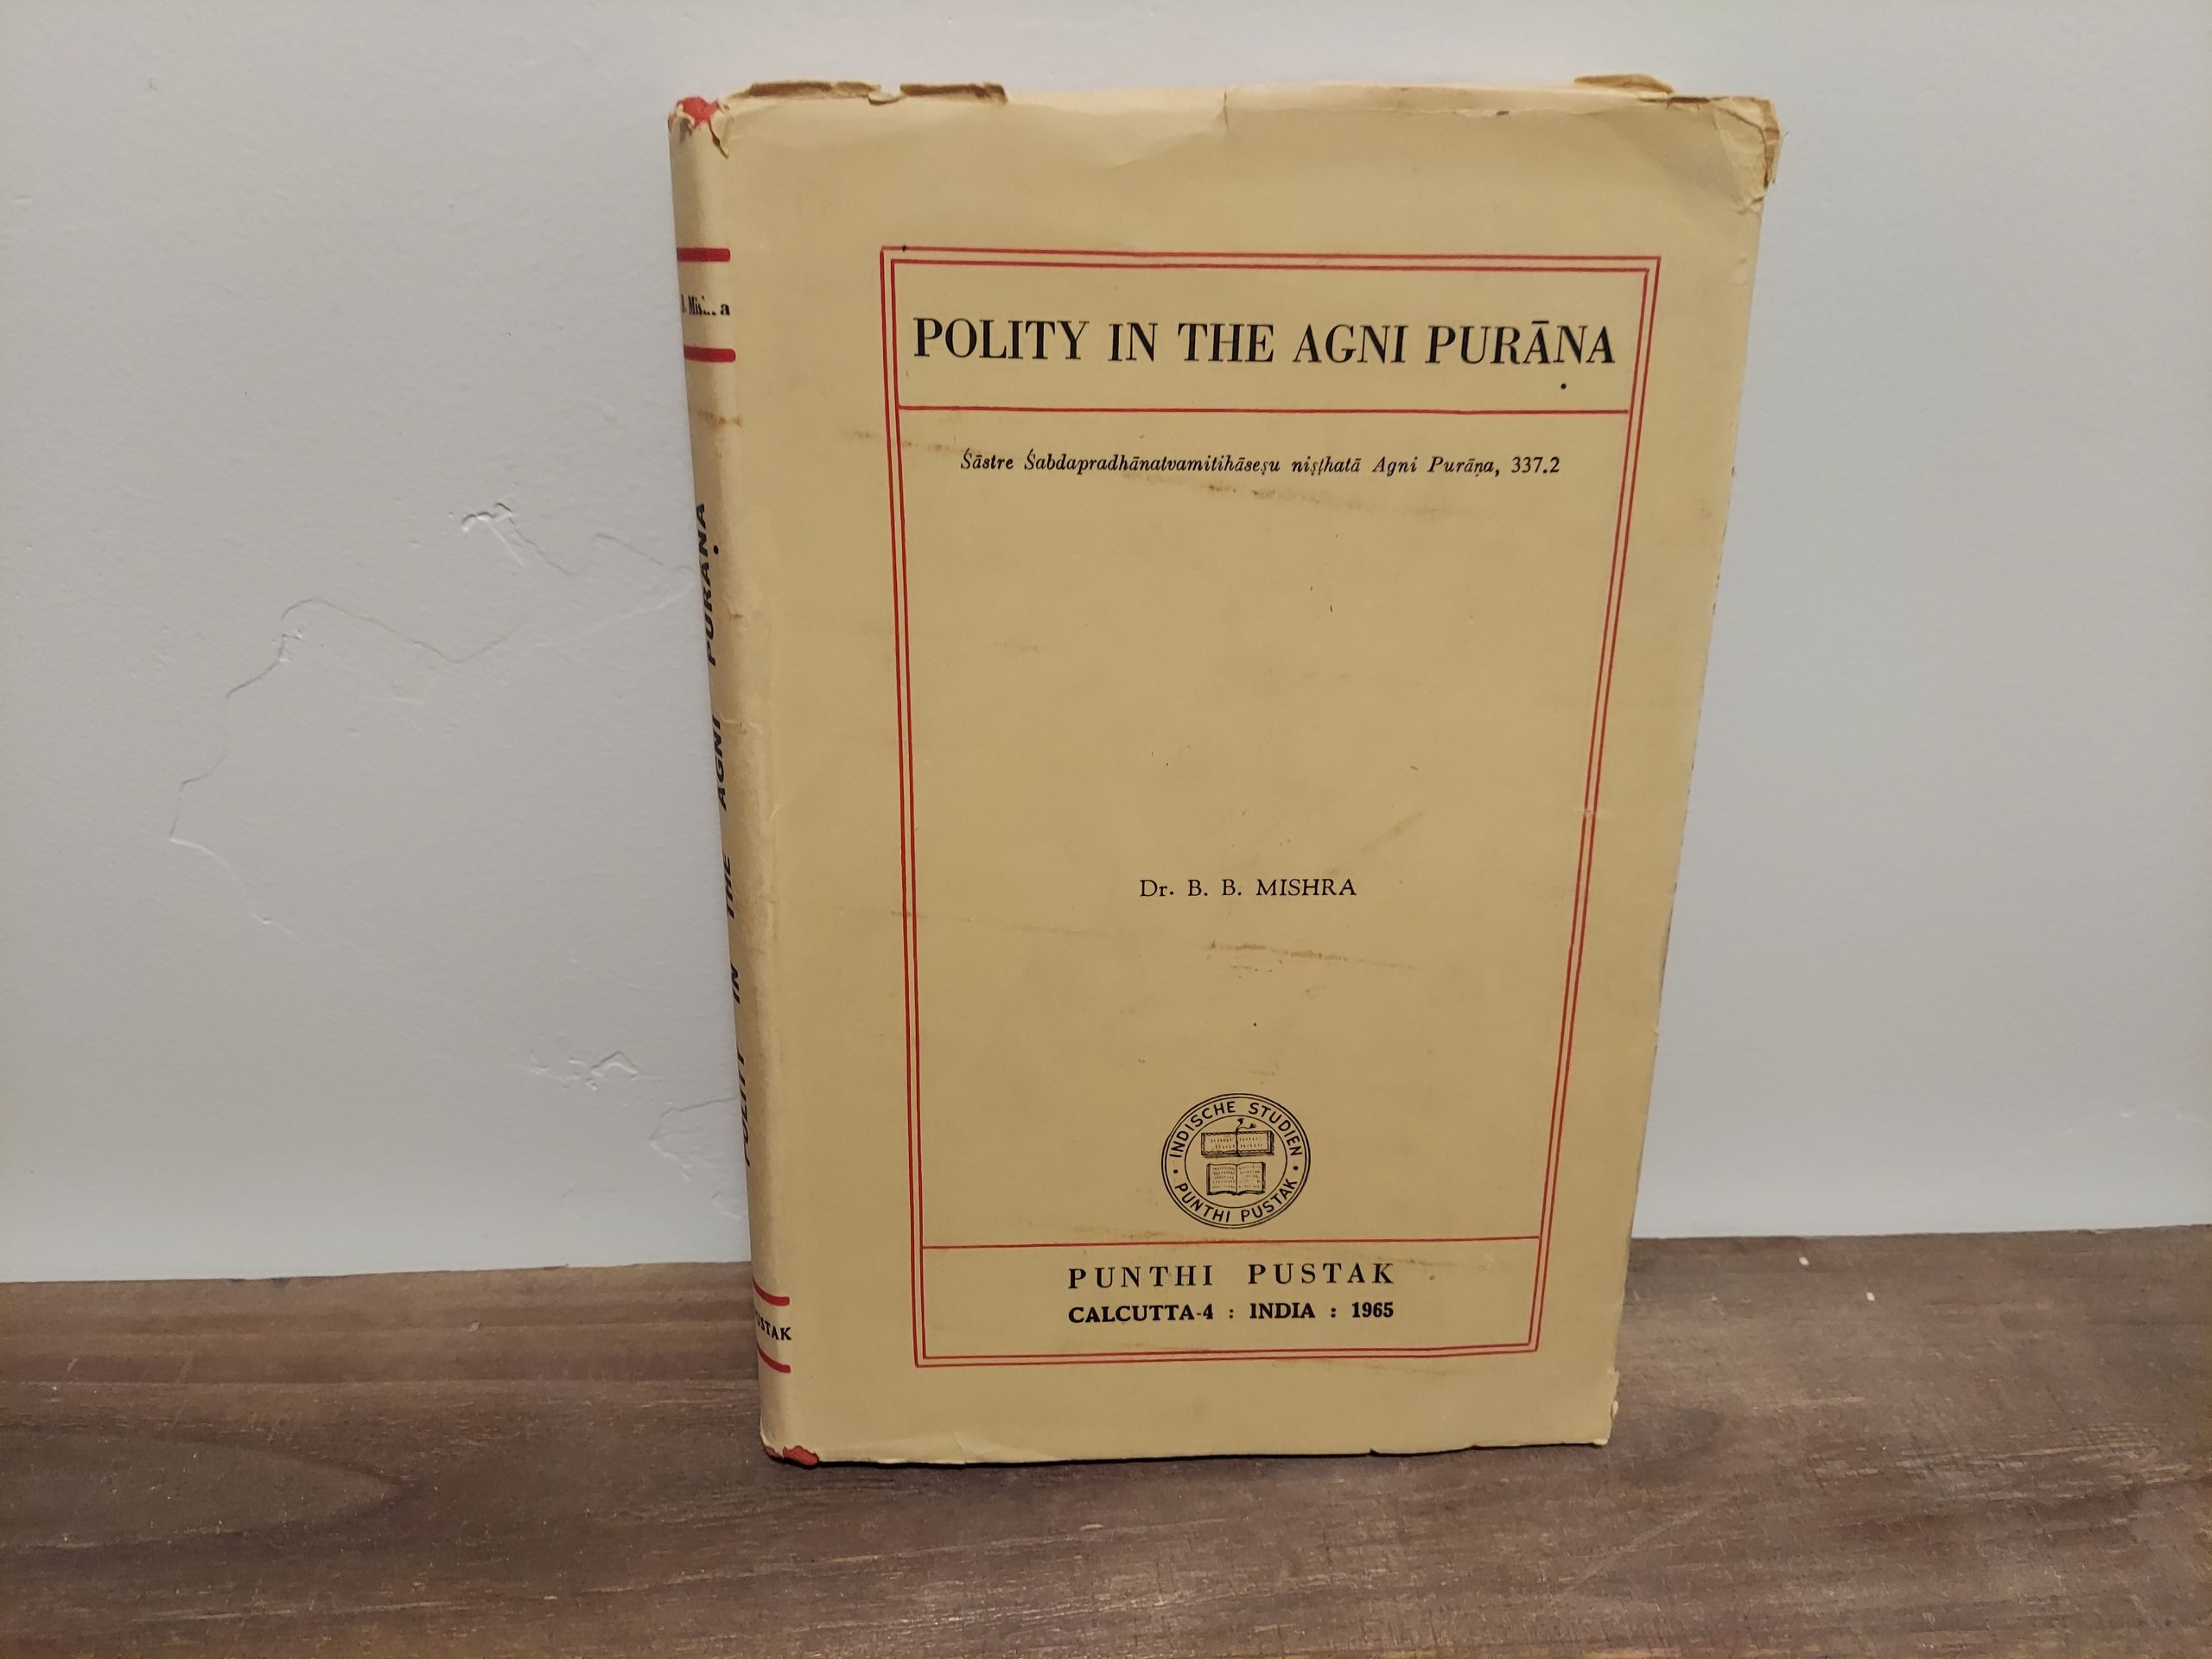 POLITY IN THE AGNI PURĀṆA
Śāstre Śabdapradhānatvamitihāseṣu niṣṭhatā Agni Purāṇa, 337.2
Dr. B. B. MISHRA
INDISCHE STUDIEN
PUNTHI PUSTAK
PUNTHI PUSTAK
CALCUTTA-4 : INDIA : 1965
POLITY IN THE AGNI PURAṆA